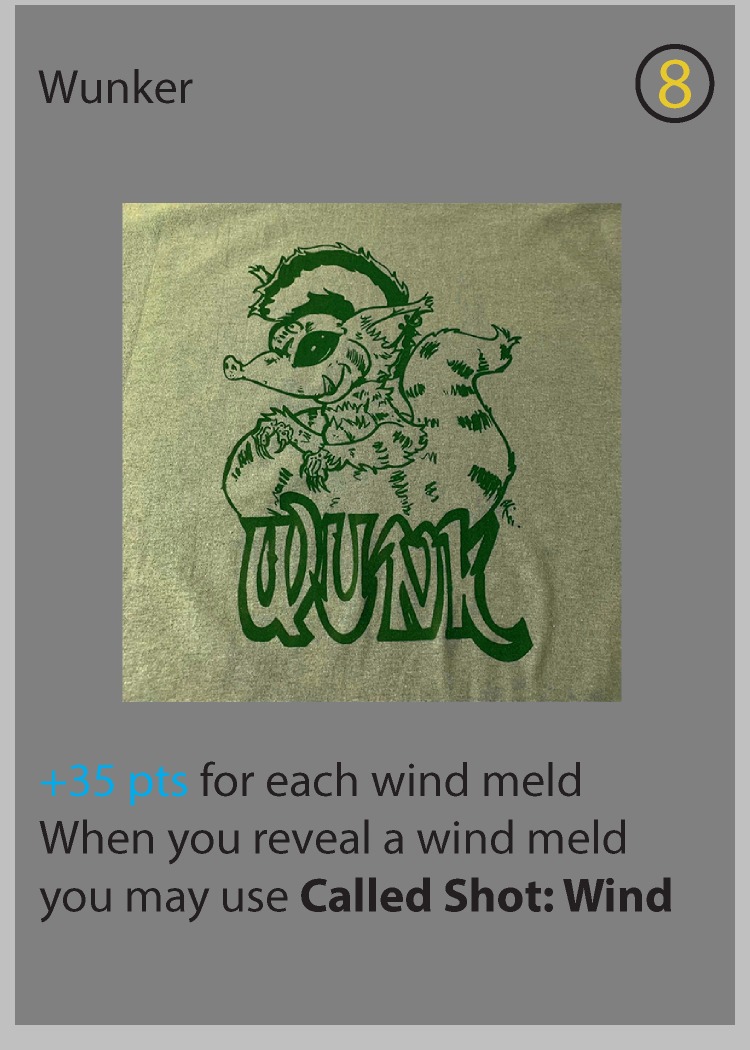 Wunker
8
WUNK
+35 pts for each wind meld
When you reveal a wind meld
you may use Called Shot: Wind